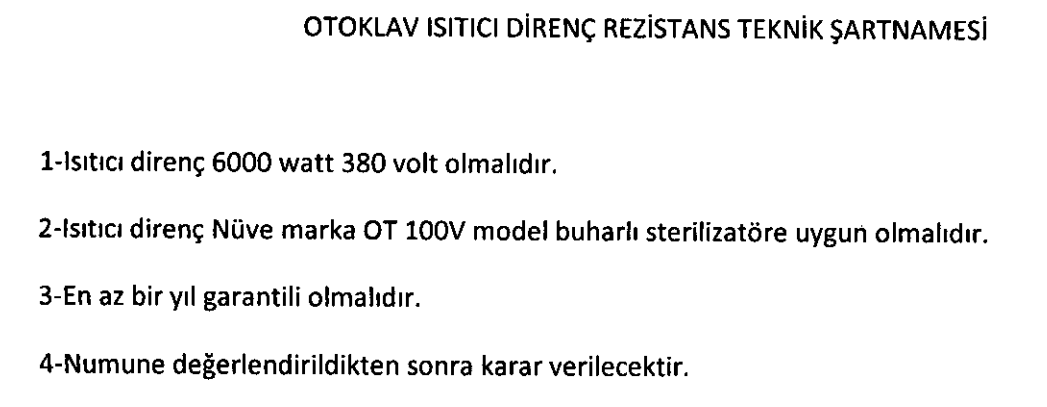 OTOKLAV ISITICI DİRENÇ REZİSTANS TEKNİK ŞARTNAMESİ
1-Isıtıcı direnç 6000 watt 380 volt olmalıdır.
2-Isıtıcı direnç Nüve marka OT 100V model buharlı sterilizatöre uygun olmalıdır.
3-En az bir yıl garantili olmalıdır.
4-Numune değerlendirildikten sonra karar verilecektir.